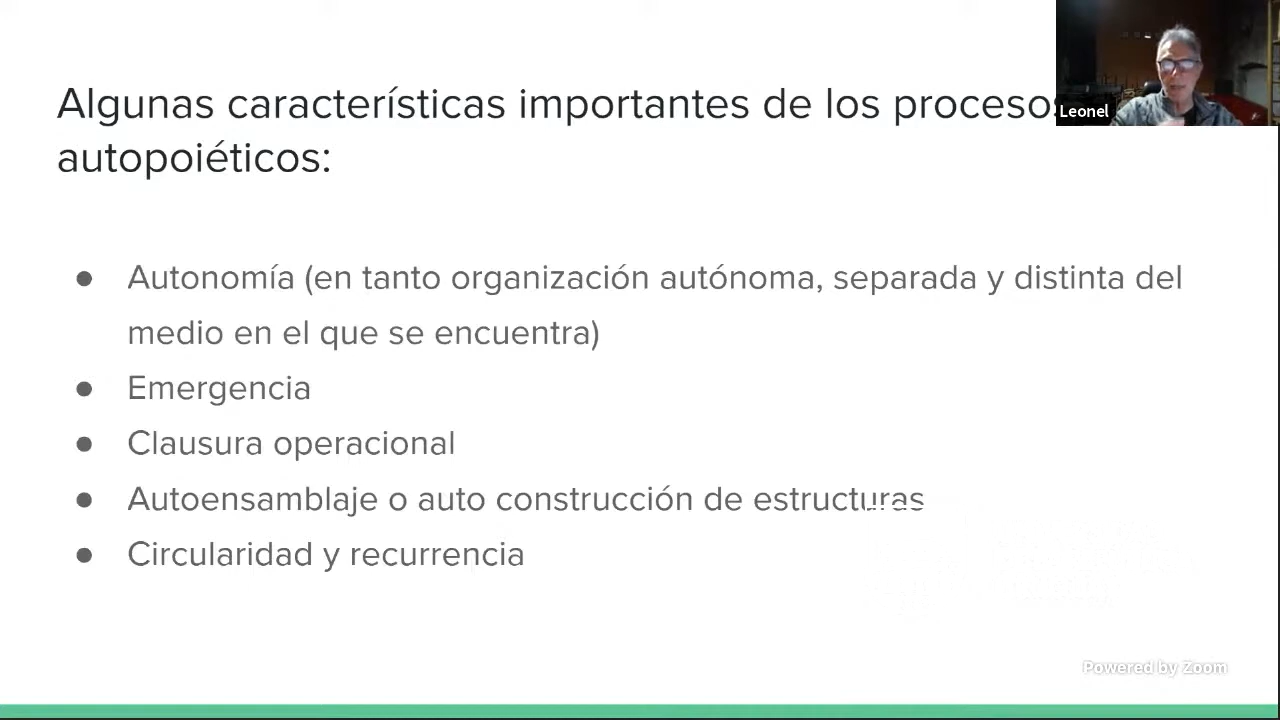 Algunas características importantes de los procesos
autopoiéticos:
Leonel
● Autonomía (en tanto organización autónoma, separada y distinta del
medio en el que se encuentra)
● Emergencia
● Clausura operacional
● Autoensamblaje o auto construcción de estructuras
● Circularidad y recurrencia
Powered by Zoom